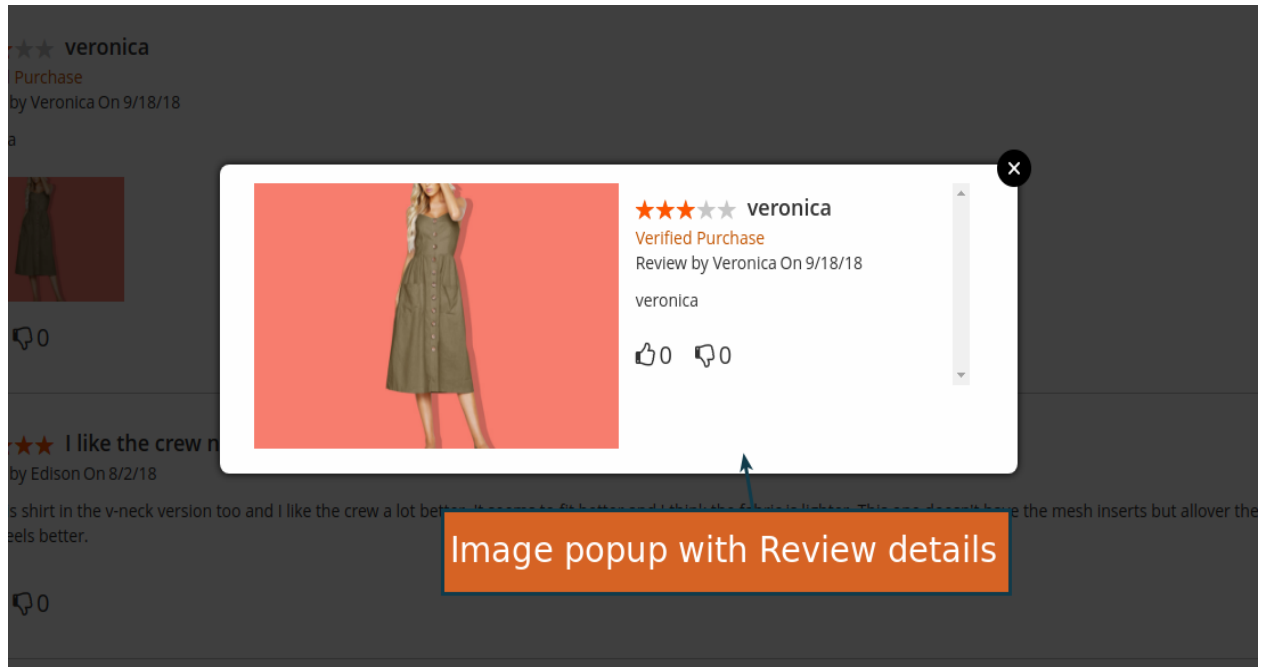 veronica
Purchase
by Veronica On 9/18/18
a
0
veronica
Verified Purchase
Review by Veronica On 9/18/18
veronica
0 0
I like the crew n
by Edison On 8/2/18
s shirt in the v-neck version too and I like the crew a lot better. It seems to fit better and I think the fabric is lighter. This one doesn't have the mesh inserts but allover the
eels better.
Image popup with Review details
0